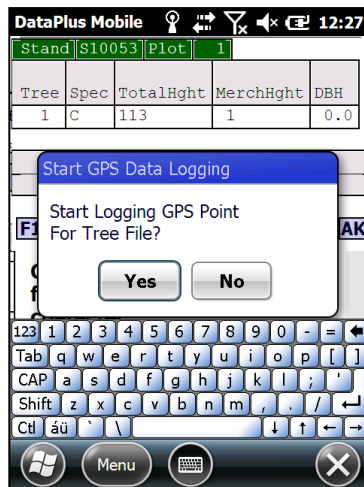 DataPlus Mobile 12:27
Stand S10053 Plot 1
Tree Spec TotalHght MerchHght DBH
1 C 113 1 0.0
Start GPS Data Logging
Start Logging GPS Point
For Tree File?
F1 AK
Yes No
123 1 2 3 4 5 6 7 8 9 0 - =
Tab q w e r t y u i o p [ ]
CAP a s d f g h j k l ; '
Shift z x c v b n m , . /
Ctl áü ` \
Menu